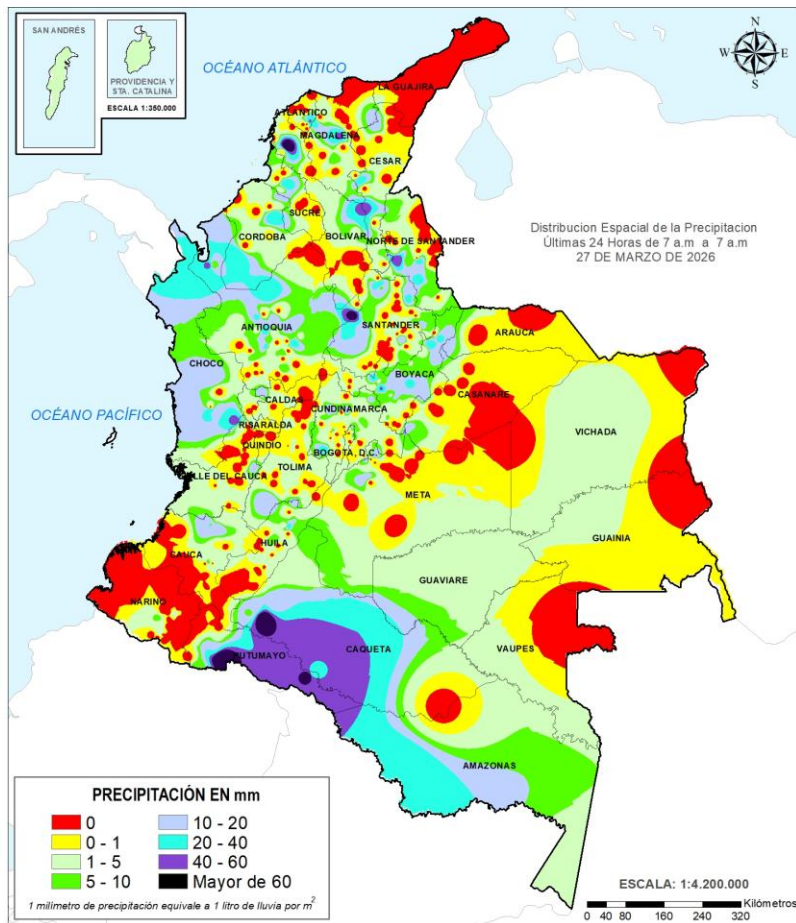 SAN ANDRÉS
PROVIDENCIA Y
STA. CATALINA
ESCALA 1:350.000
OCÉANO ATLÁNTICO
N
W
E
S
LA GUAJIRA
ATLANTICO
MAGDALENA
CESAR
SUCRE
CORDOBA
BOLIVAR
NORTE DE SANTANDER
Distribucion Espacial de la Precipitacion
Últimas 24 Horas de 7 a.m a 7 a.m
27 DE MARZO DE 2026
ANTIOQUIA
SANTANDER
ARAUCA
CHOCO
BOYACA
CASANARE
OCÉANO PACÍFICO
CALDAS
CUNDINAMARCA
RISARALDA
VICHADA
QUINDIO
BOGOTA, D.C.
TOLIMA
VALLE DEL CAUCA
META
GUAINIA
CAUCA
HUILA
GUAVIARE
NARIÑO
VAUPES
CAQUETA
PUTUMAYO
AMAZONAS
PRECIPITACIÓN EN mm
0
0 - 1
1 - 5
5 - 10
10 - 20
20 - 40
40 - 60
Mayor de 60
1 milímetro de precipitación equivale a 1 litro de lluvia por m²
ESCALA: 1:4.200.000
Kilómetros
0 40 80 160 240 320